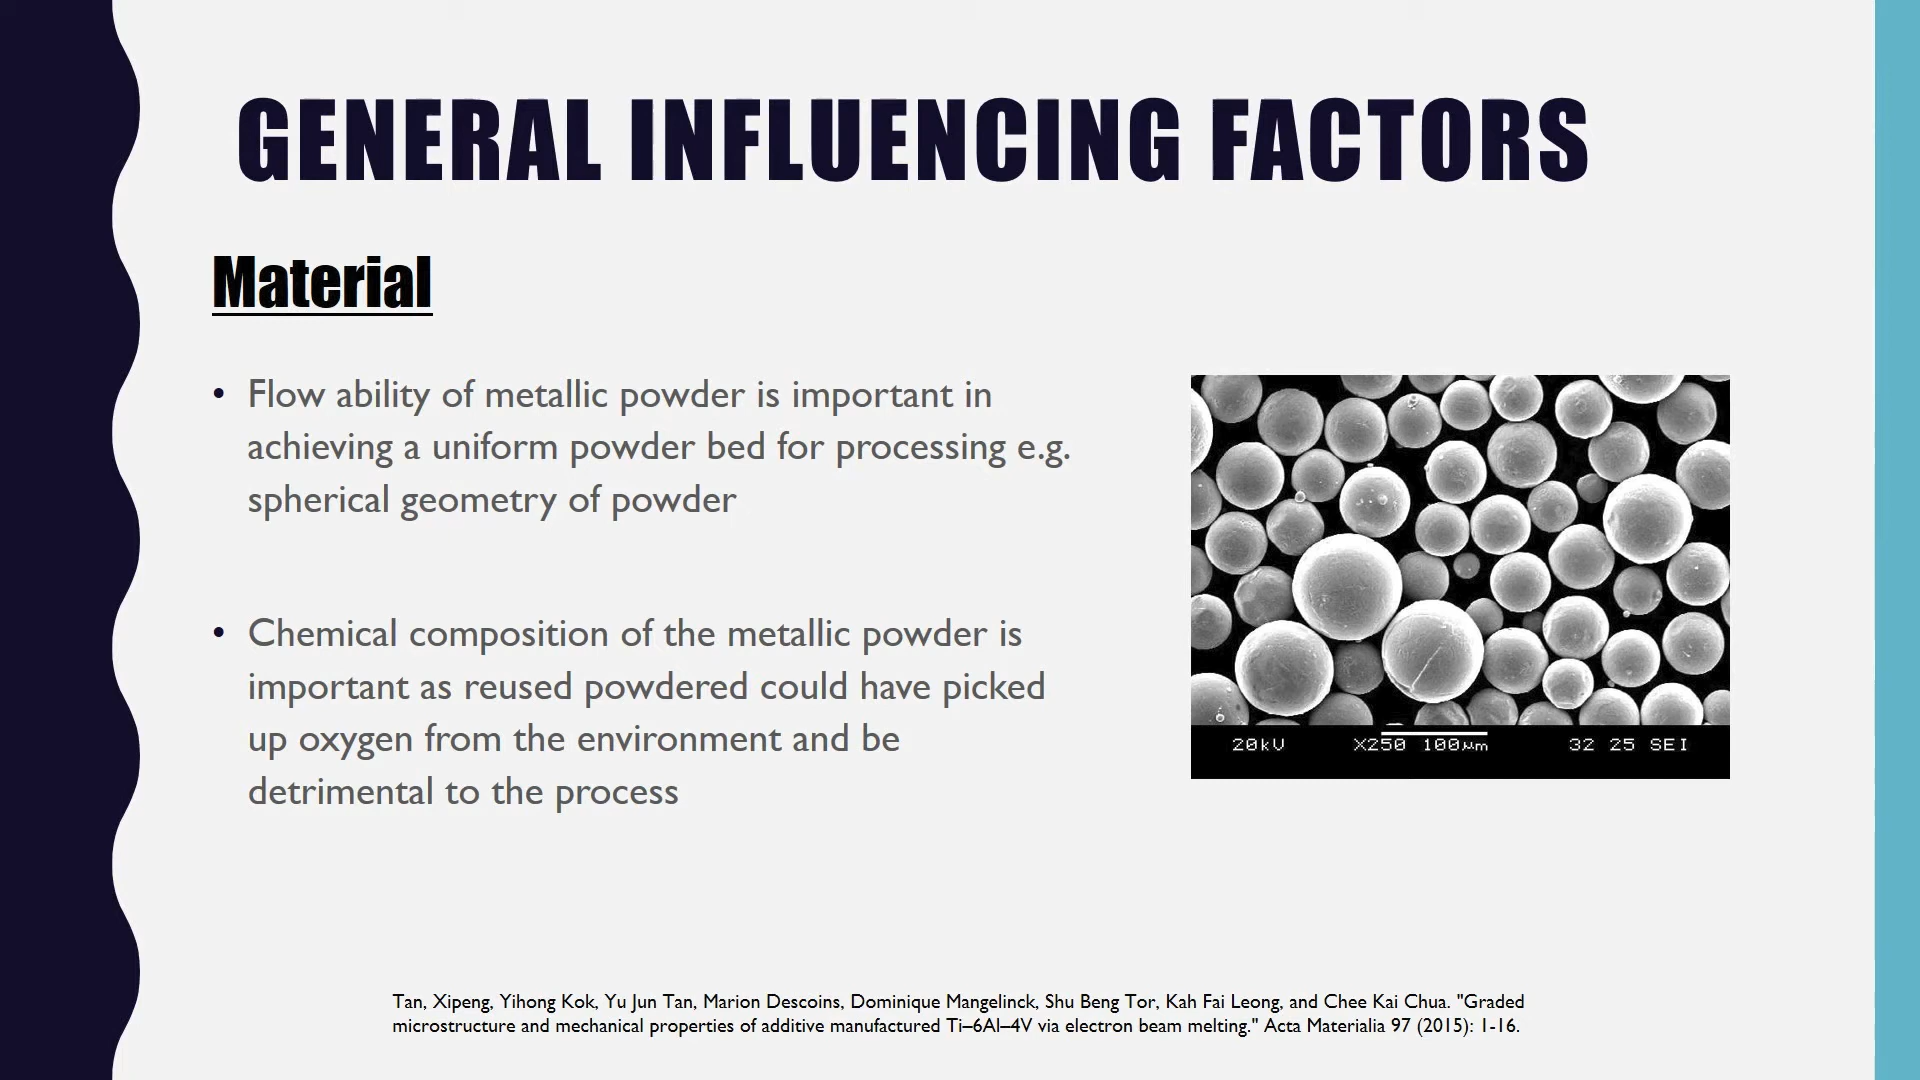 GENERAL INFLUENCING FACTORS
Material
• Flow ability of metallic powder is important in
achieving a uniform powder bed for processing e.g.
spherical geometry of powder
• Chemical composition of the metallic powder is
important as reused powdered could have picked
up oxygen from the environment and be
detrimental to the process
20kV X250 100μm 32 25 SEI
Tan, Xipeng, Yihong Kok, Yu Jun Tan, Marion Descoins, Dominique Mangelinck, Shu Beng Tor, Kah Fai Leong, and Chee Kai Chua. "Graded
microstructure and mechanical properties of additive manufactured Ti–6Al–4V via electron beam melting." Acta Materialia 97 (2015): 1-16.